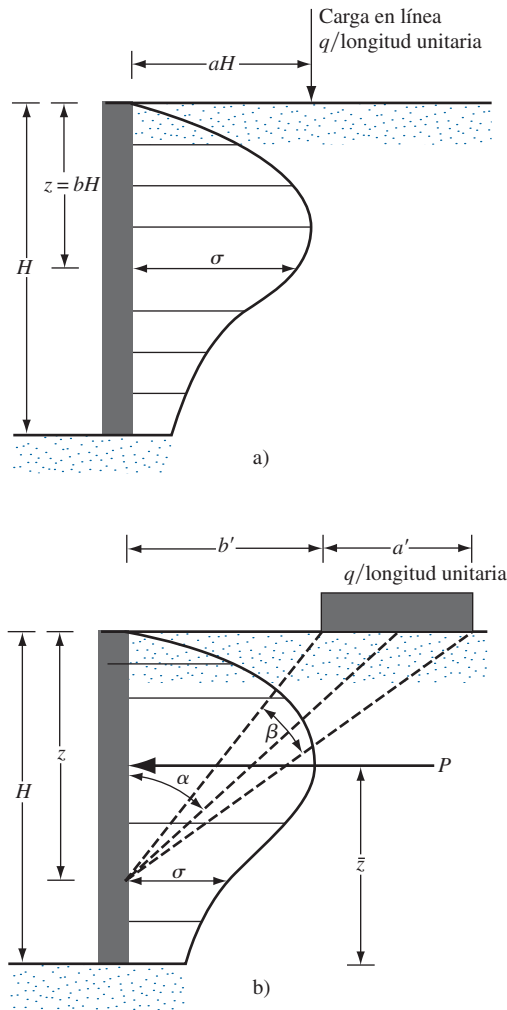 Carga en línea
q/longitud unitaria
aH
z = bH
H
σ
a)
b′
a′
q/longitud unitaria
z
β
P
α
H
z̄
σ
b)